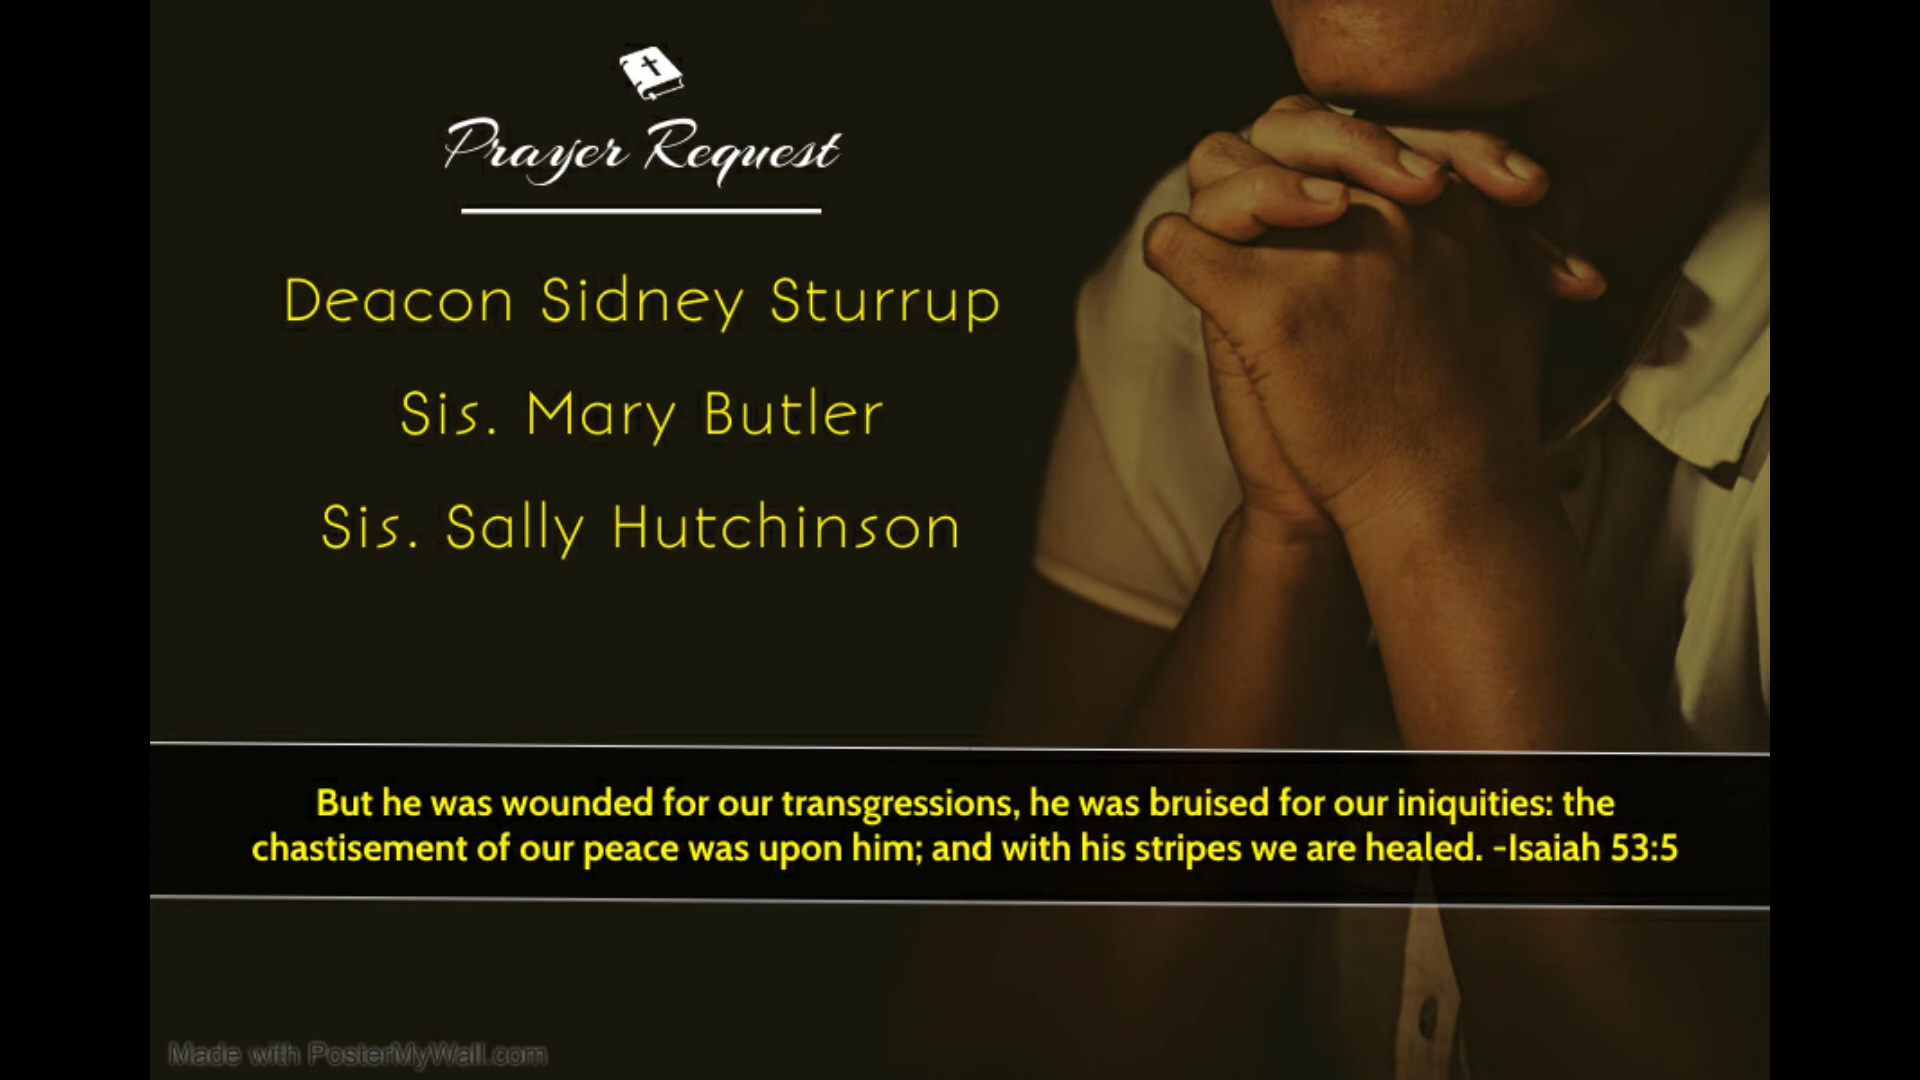 Prayer Request
Deacon Sidney Sturrup
Sis. Mary Butler
Sis. Sally Hutchinson
But he was wounded for our transgressions, he was bruised for our iniquities: the
chastisement of our peace was upon him; and with his stripes we are healed. -Isaiah 53:5
Made with PosterMyWall.com